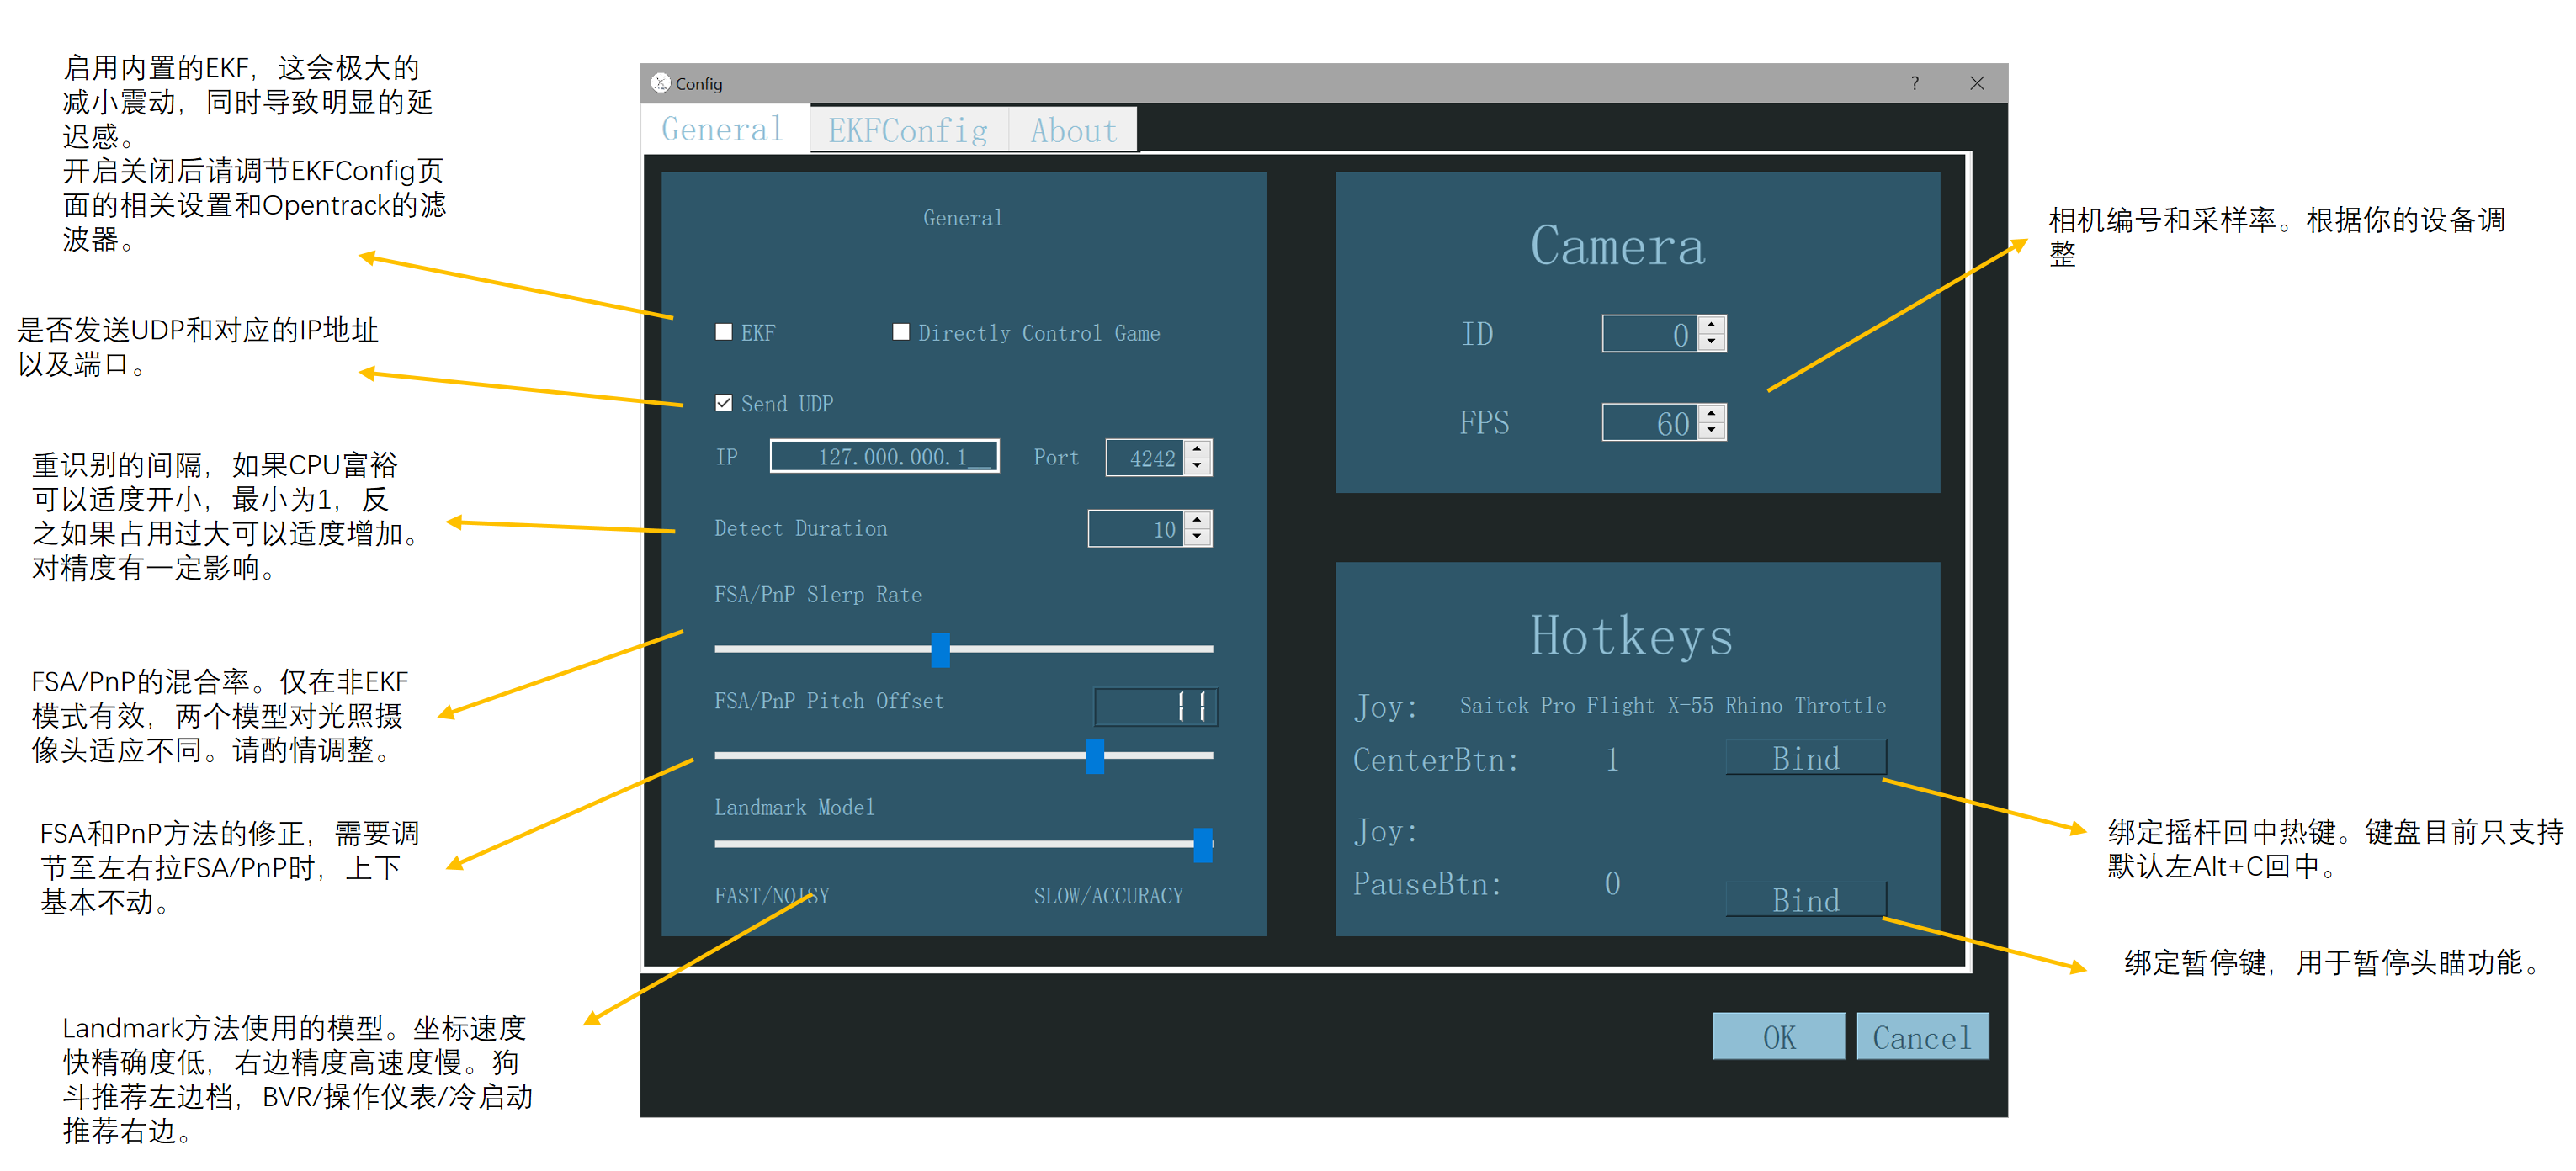 启用内置的EKF，这会极大的
减小震动，同时导致明显的延
迟感。
开启关闭后请调节EKFConfig页
面的相关设置和Opentrack的滤
波器。
是否发送UDP和对应的IP地址
以及端口。
重识别的间隔，如果CPU富裕
可以适度开小，最小为1，反
之如果占用过大可以适度增加。
对精度有一定影响。
FSA/PnP的混合率。仅在非EKF
模式有效，两个模型对光照摄
像头适应不同。请酌情调整。
FSA和PnP方法的修正，需要调
节至左右拉FSA/PnP时，上下
基本不动。
Landmark方法使用的模型。坐标速度
快精确度低，右边精度高速度慢。狗
斗推荐左边档，BVR/操作仪表/冷启动
推荐右边。
Config
?
General
EKFConfig
About
General
EKF
Directly Control Game
Send UDP
IP
127.000.000.1__
Port
4242
Detect Duration
10
FSA/PnP Slerp Rate
FSA/PnP Pitch Offset
11
Landmark Model
FAST/NOISY
SLOW/ACCURACY
Camera
ID
0
FPS
60
Hotkeys
Joy:
Saitek Pro Flight X-55 Rhino Throttle
CenterBtn:
1
Bind
Joy:
PauseBtn:
0
Bind
OK
Cancel
相机编号和采样率。根据你的设备调
整
绑定摇杆回中热键。键盘目前只支持
默认左Alt+C回中。
绑定暂停键，用于暂停头瞄功能。